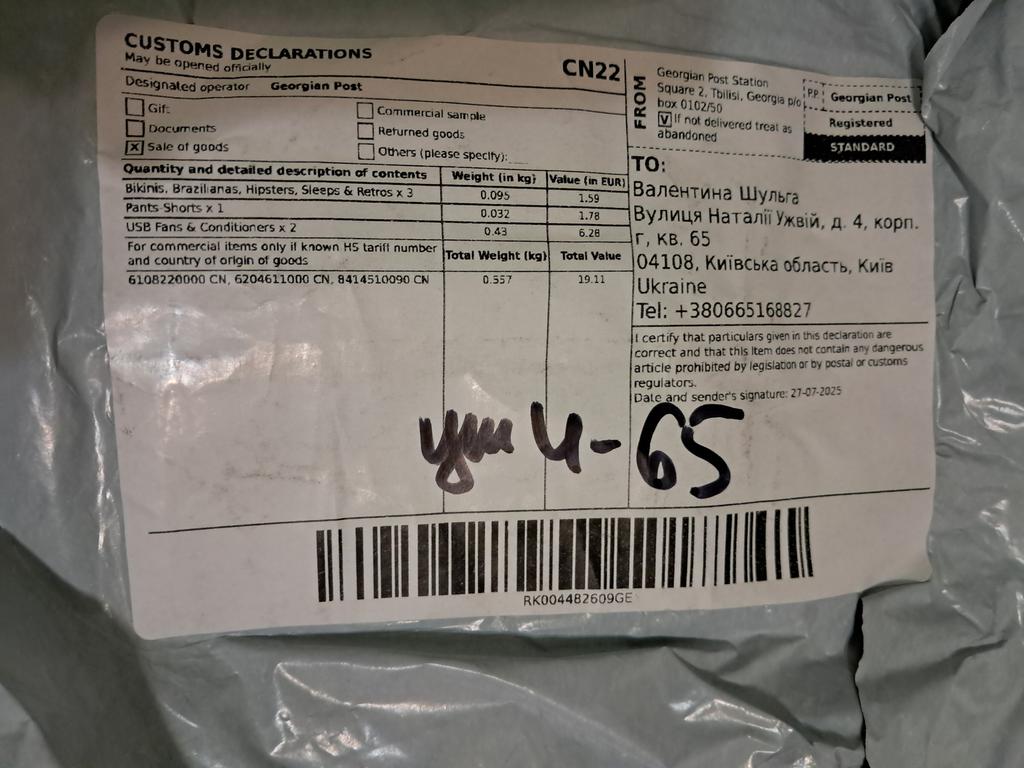 CUSTOMS DECLARATIONS
May be opened officially
CN22
Designated operator Georgian Post
Gift
Commercial sample
Documents
Returned goods
x Sale of goods
Others (please specify):
Quantity and detailed description of contents Weight (in kg) Value (in EUR)
Bikinis, Brazilianas, Hipsters, Sleeps & Retros x 3 0.095 1.59
Pants-Shorts x 1 0.032 1.78
USB Fans & Conditioners x 2 0.43 6.28
For commercial items only if known HS tariff number
and country of origin of goods
Total Weight (kg) Total Value
6108220000 CN, 6204611000 CN, 8414510090 CN 0.557 19.11
FROM
Georgian Post Station
Square 2, Tbilisi, Georgia p/o
box 0102/50
V If not delivered treat as
abandoned
PP Georgian Post
Registered
STANDARD
TO:
Валентина Шульга
Вулиця Наталії Ужвій, д. 4, корп.
г, кв. 65
04108, Київська область, Київ
Ukraine
Tel: +380665168827
I certify that particulars given in this declaration are
correct and that this item does not contain any dangerous
article prohibited by legislation or by postal or customs
regulators.
Date and sender's signature: 27-07-2025
4-65
RK004482609GE